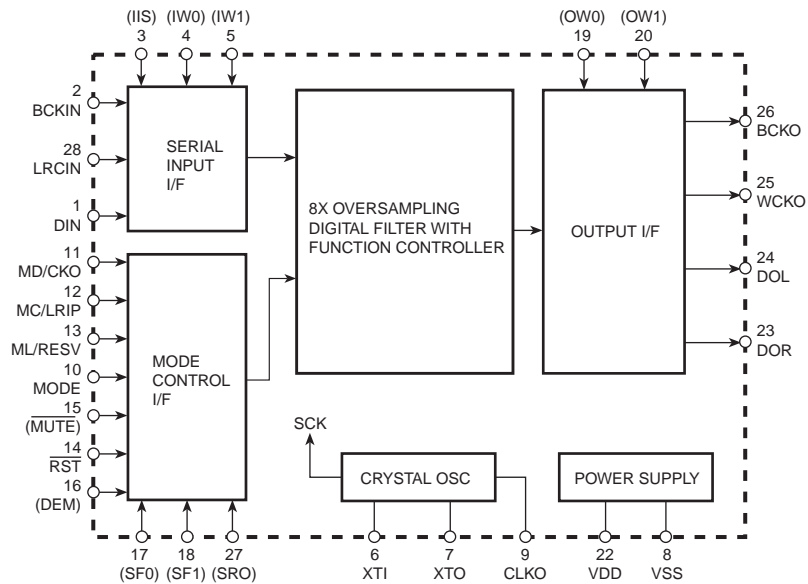 (IIS) (IW0) (IW1)
3 4 5
(OW0) (OW1)
19 20
2
BCKIN
28
LRCIN
1
DIN
SERIAL
INPUT
I/F
11
MD/CKO
12
MC/LRIP
13
ML/RESV
10
MODE
15
(MUTE)
14
RST
16
(DEM)
MODE
CONTROL
I/F
17
(SF0)
18
(SF1)
27
(SRO)
8X OVERSAMPLING
DIGITAL FILTER WITH
FUNCTION CONTROLLER
OUTPUT I/F
26
BCKO
25
WCKO
24
DOL
23
DOR
SCK
CRYSTAL OSC
6
XTI
7
XTO
9
CLKO
POWER SUPPLY
22
VDD
8
VSS